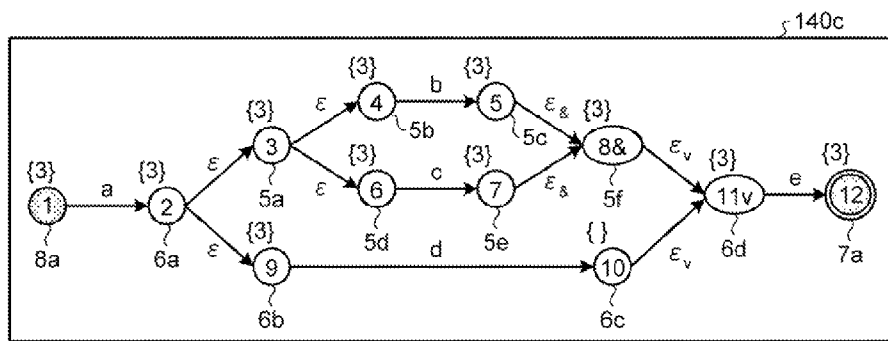 140c
{3} {3}
{3} ε 4 b 5 ε& {3}
ε 3 5b 5c 8& εv
{3} {3} 5a ε {3} {3} ε& 5f {3} {3}
1 a 2 6 c 7 11v e 12
8a 6a ε {3} 5d 5e { } εv 6d 7a
9 d 10
6b 6c